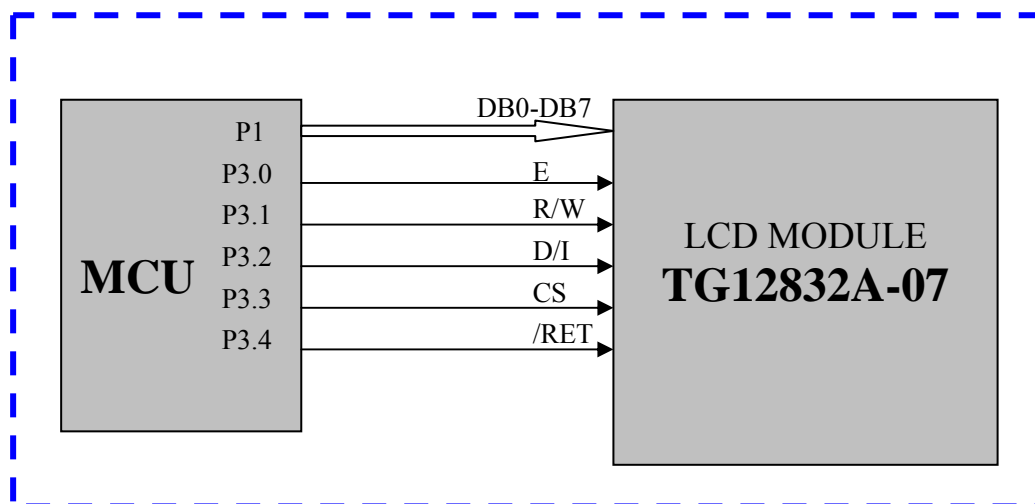 DB0-DB7
P1
P3.0
E
P3.1
R/W
P3.2
D/I
P3.3
CS
P3.4
/RET
MCU
LCD MODULE
TG12832A-07